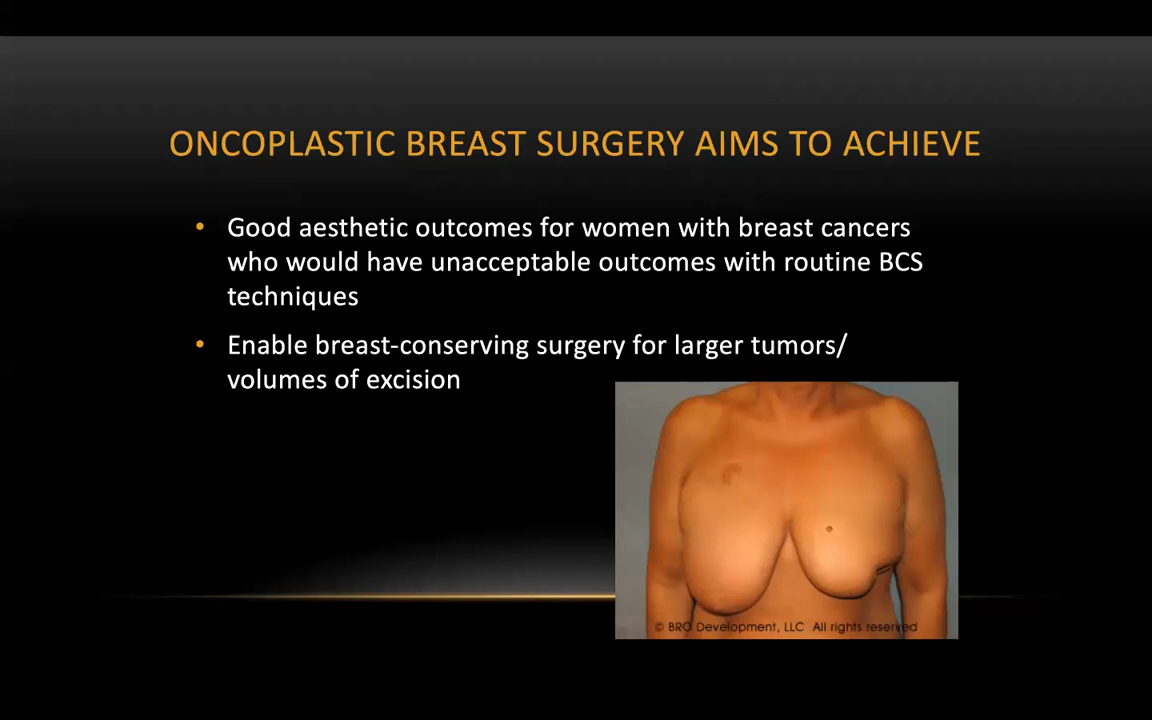 ONCOPLASTIC BREAST SURGERY AIMS TO ACHIEVE
• Good aesthetic outcomes for women with breast cancers
who would have unacceptable outcomes with routine BCS
techniques
• Enable breast-conserving surgery for larger tumors/
volumes of excision
© BRO Development, LLC All rights reserved